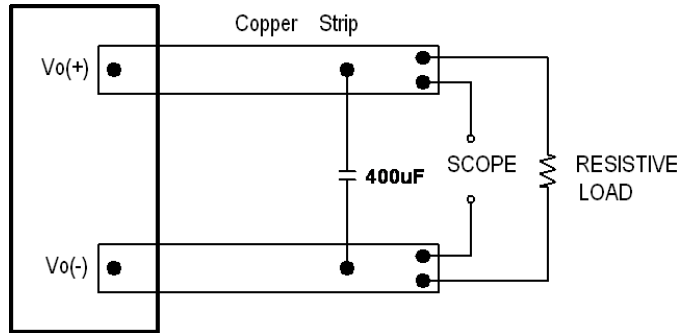 Copper Strip
Vo(+)
400uF
SCOPE
RESISTIVE
LOAD
Vo(-)